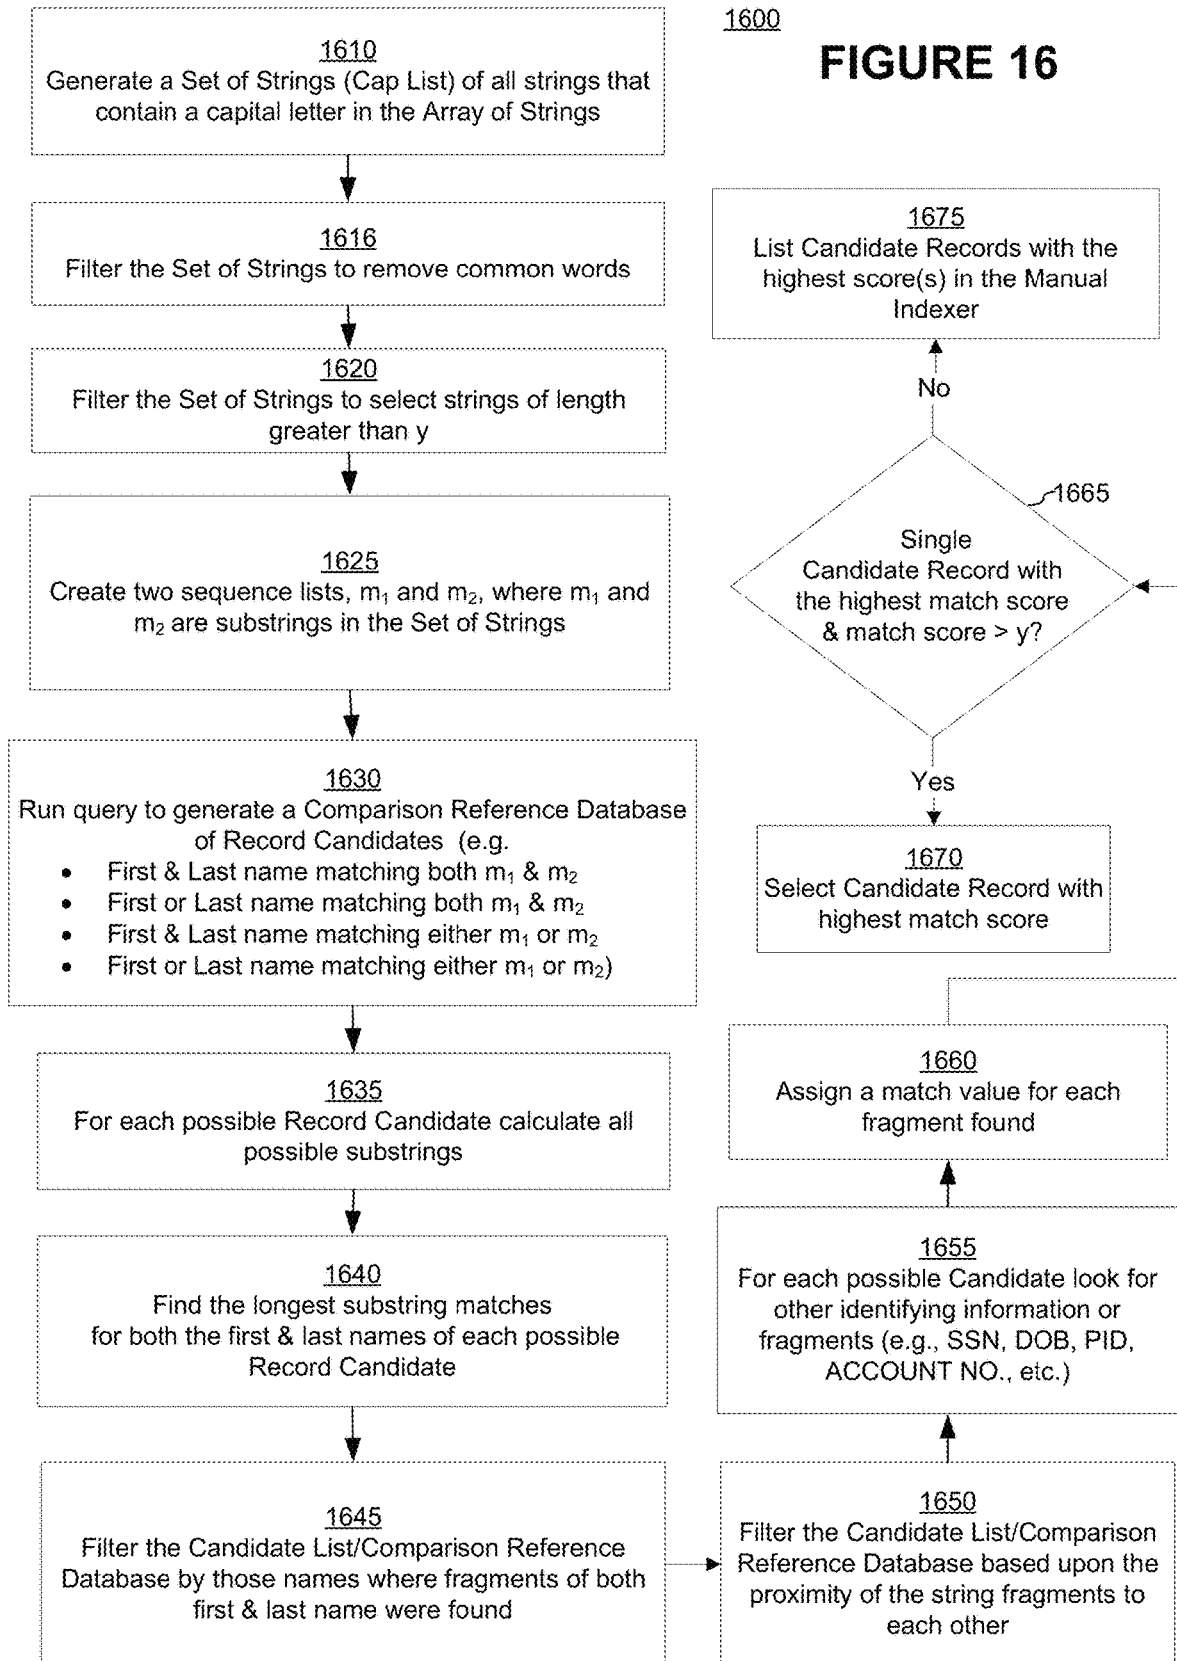 1600
FIGURE 16
1610
Generate a Set of Strings (Cap List) of all strings that
contain a capital letter in the Array of Strings
1616
Filter the Set of Strings to remove common words
1620
Filter the Set of Strings to select strings of length
greater than y
1625
Create two sequence lists, m₁ and m₂, where m₁ and
m₂ are substrings in the Set of Strings
1630
Run query to generate a Comparison Reference Database
of Record Candidates (e.g.
• First & Last name matching both m₁ & m₂
• First or Last name matching both m₁ & m₂
• First & Last name matching either m₁ or m₂
• First or Last name matching either m₁ or m₂)
1635
For each possible Record Candidate calculate all
possible substrings
1640
Find the longest substring matches
for both the first & last names of each possible
Record Candidate
1645
Filter the Candidate List/Comparison Reference
Database by those names where fragments of both
first & last name were found
1650
Filter the Candidate List/Comparison
Reference Database based upon the
proximity of the string fragments to
each other
1655
For each possible Candidate look for
other identifying information or
fragments (e.g., SSN, DOB, PID,
ACCOUNT NO., etc.)
1660
Assign a match value for each
fragment found
1665
Single
Candidate Record with
the highest match score
& match score > y?
Yes
1670
Select Candidate Record with
highest match score
No
1675
List Candidate Records with the
highest score(s) in the Manual
Indexer